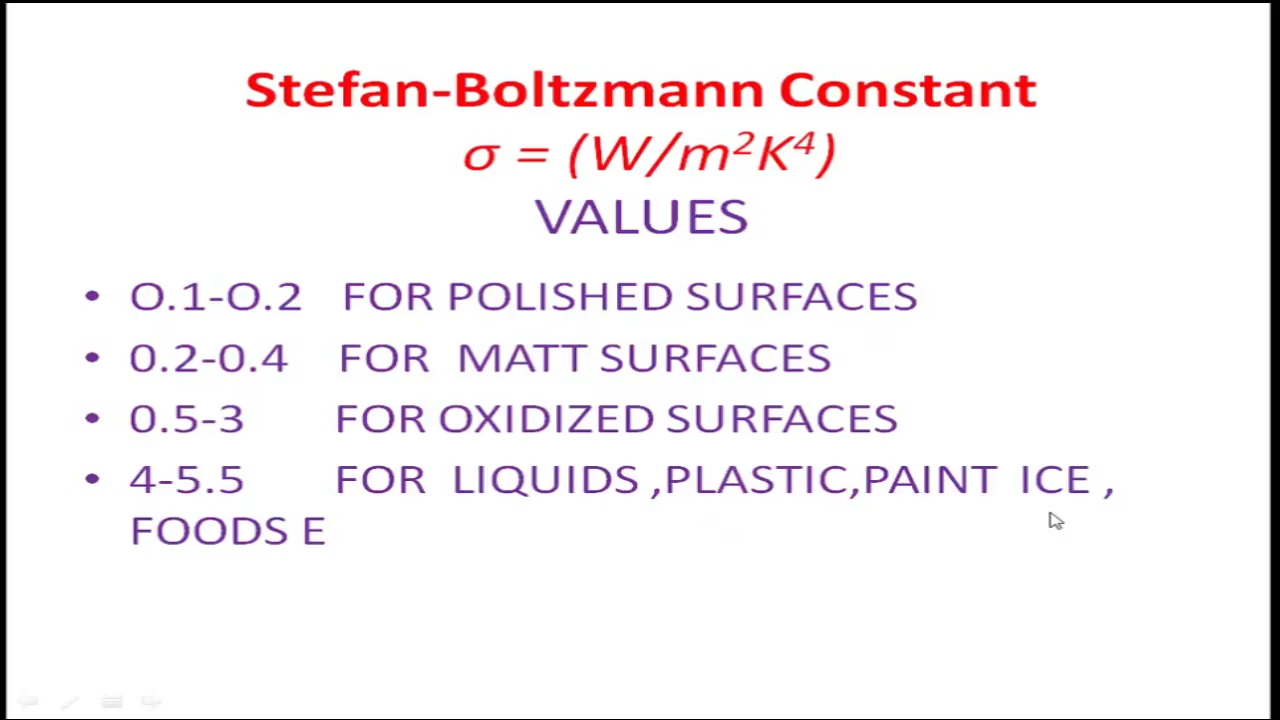 Stefan-Boltzmann Constant
σ = (W/m²K⁴)
VALUES
• O.1-O.2 FOR POLISHED SURFACES
• 0.2-0.4 FOR MATT SURFACES
• 0.5-3 FOR OXIDIZED SURFACES
• 4-5.5 FOR LIQUIDS ,PLASTIC,PAINT ICE ,
FOODS E